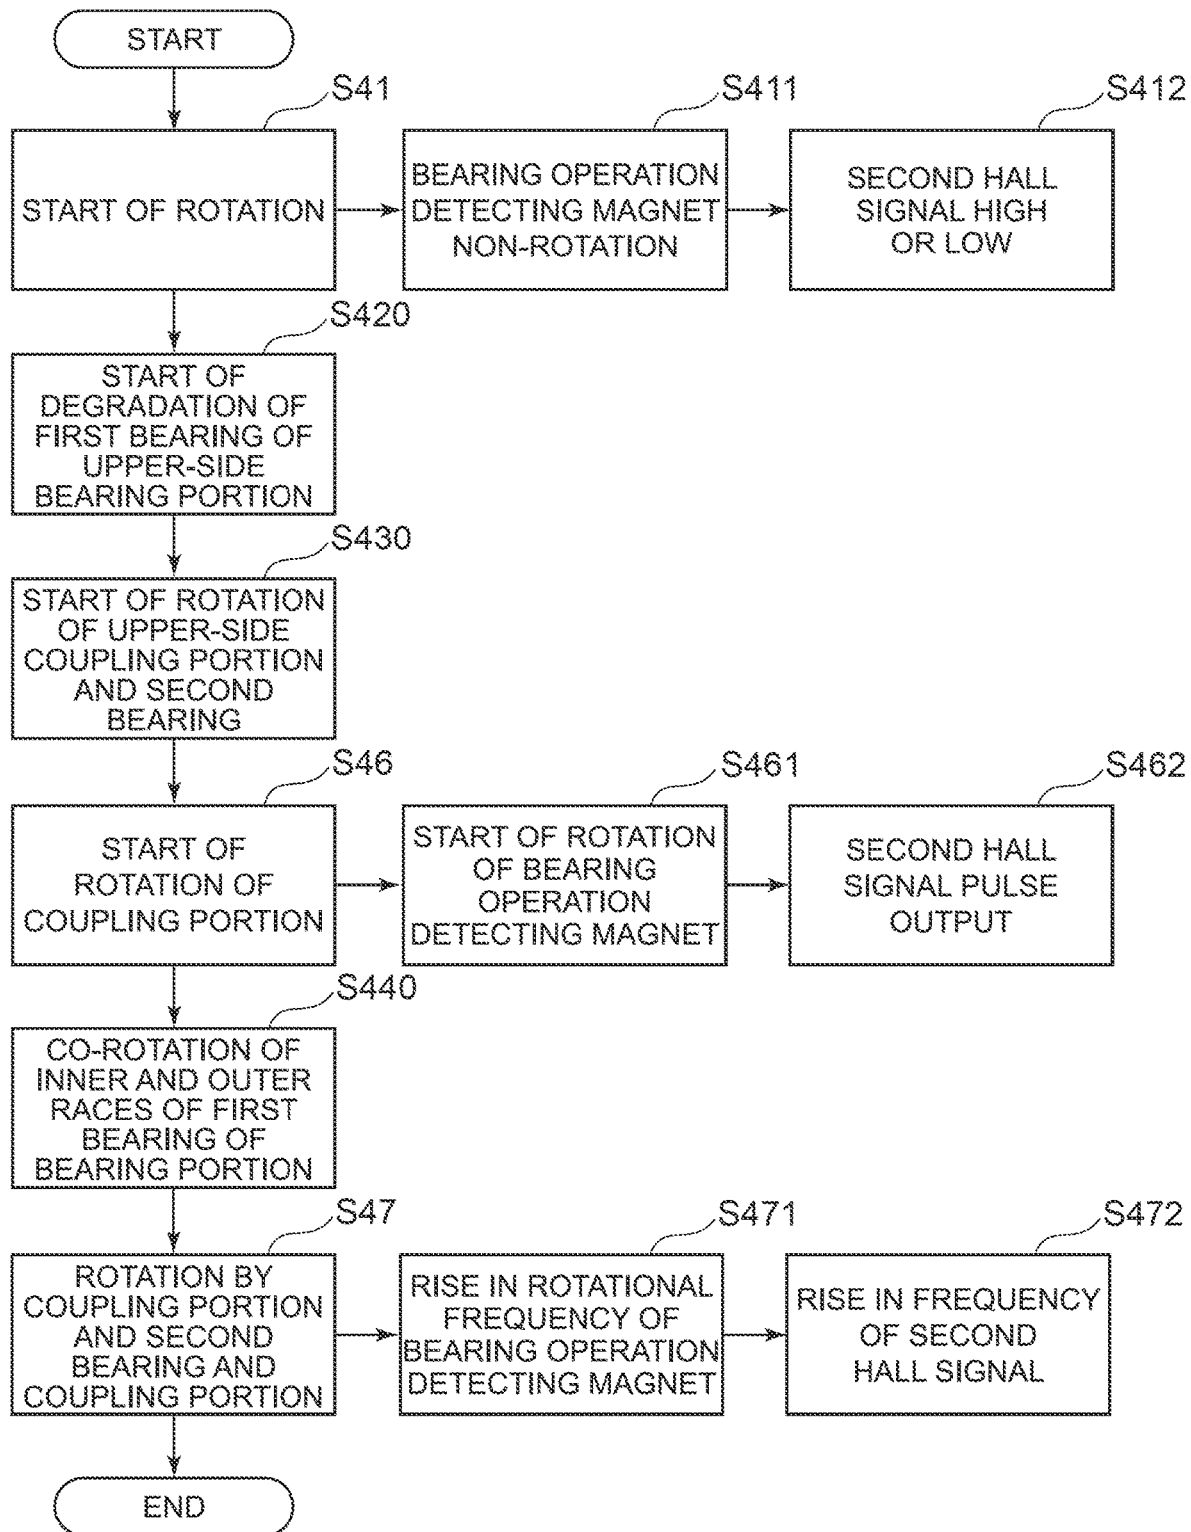 START
S41
START OF ROTATION
S411
BEARING OPERATION
DETECTING MAGNET
NON-ROTATION
S412
SECOND HALL
SIGNAL HIGH
OR LOW
S420
START OF
DEGRADATION OF
FIRST BEARING OF
UPPER-SIDE
BEARING PORTION
S430
START OF ROTATION
OF UPPER-SIDE
COUPLING PORTION
AND SECOND
BEARING
S46
START OF
ROTATION OF
COUPLING PORTION
S461
START OF ROTATION
OF BEARING
OPERATION
DETECTING MAGNET
S462
SECOND HALL
SIGNAL PULSE
OUTPUT
S440
CO-ROTATION OF
INNER AND OUTER
RACES OF FIRST
BEARING OF
BEARING PORTION
S47
ROTATION BY
COUPLING PORTION
AND SECOND
BEARING AND
COUPLING PORTION
S471
RISE IN ROTATIONAL
FREQUENCY OF
BEARING OPERATION
DETECTING MAGNET
S472
RISE IN FREQUENCY
OF SECOND
HALL SIGNAL
END